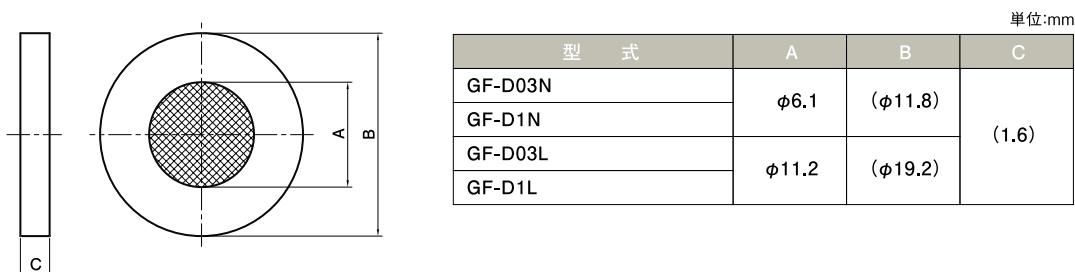 単位:mm
型 式 A B C
GF-D03N φ6.1 (φ11.8) (1.6)
GF-D1N
GF-D03L φ11.2 (φ19.2)
GF-D1L
A
B
C